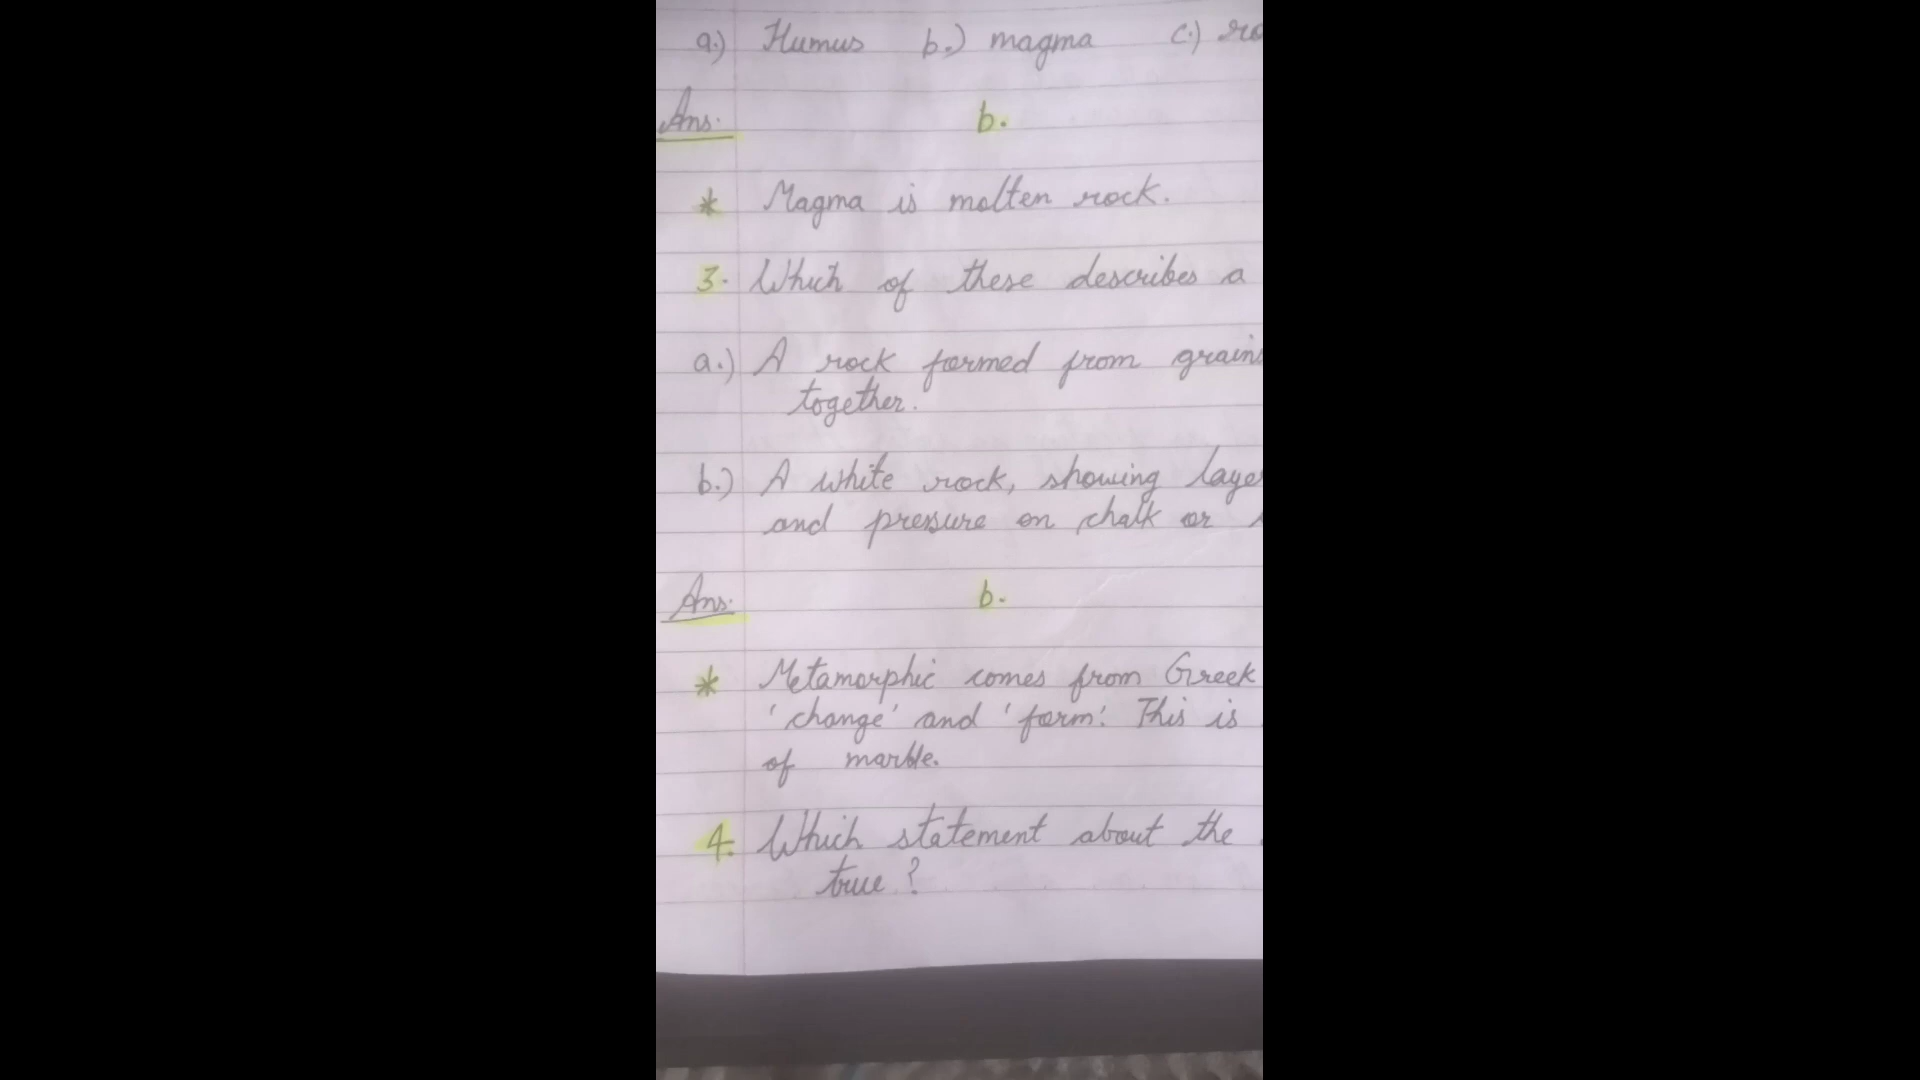 a.) Humus b.) magma c.)
Ans. b.
* Magma is molten rock.
3. Which of these describes a
a.) A rock formed from grains
together.
b.) A white rock, showing
and pressure on chalk or
Ans. b.
* Metamorphic comes from Greek
'change' and 'form'. This is
of marble.
4. Which statement about the
true?